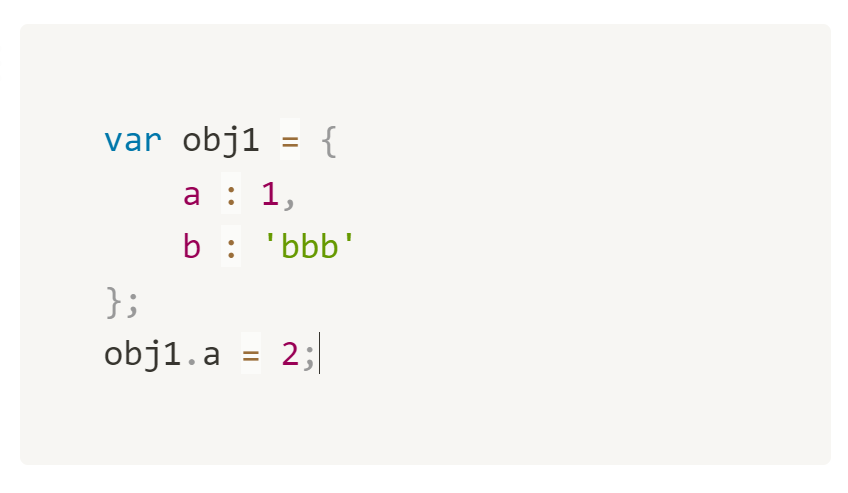 var obj1 = {
    a : 1,
    b : 'bbb'
};
obj1.a = 2;